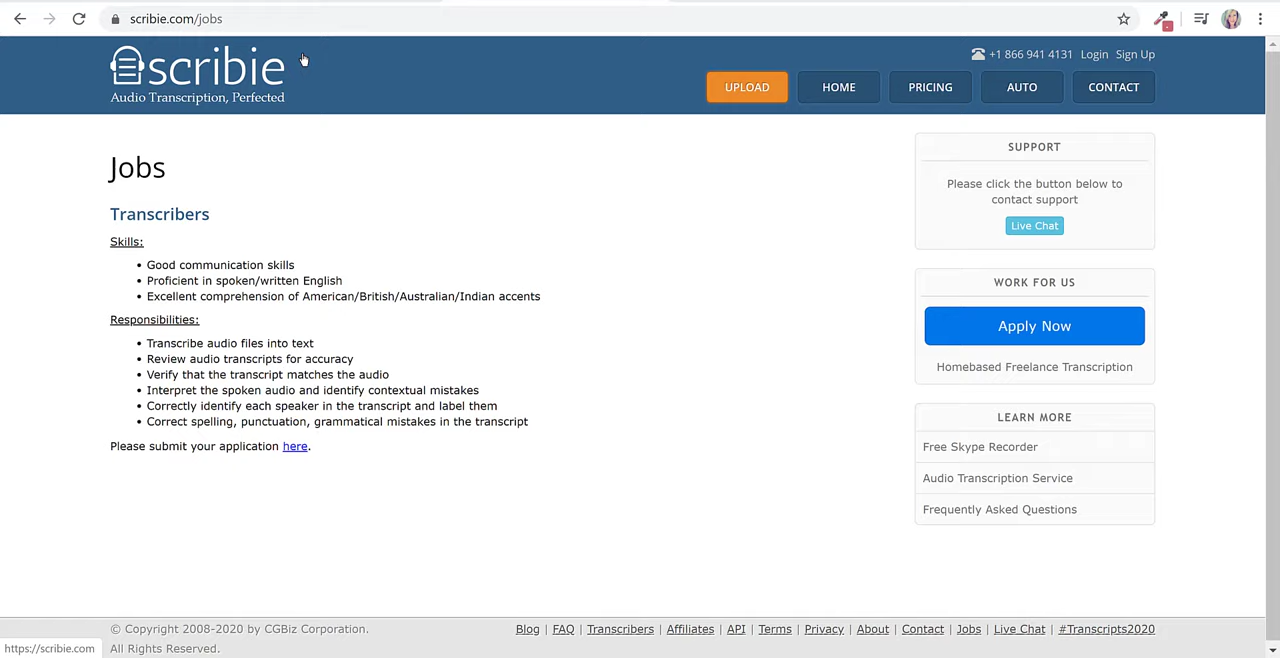 scribie.com/jobs
scribie
Audio Transcription, Perfected
+1 866 941 4131 Login Sign Up
UPLOAD HOME PRICING AUTO CONTACT
Jobs
Transcribers
Skills:
• Good communication skills
• Proficient in spoken/written English
• Excellent comprehension of American/British/Australian/Indian accents
Responsibilities:
• Transcribe audio files into text
• Review audio transcripts for accuracy
• Verify that the transcript matches the audio
• Interpret the spoken audio and identify contextual mistakes
• Correctly identify each speaker in the transcript and label them
• Correct spelling, punctuation, grammatical mistakes in the transcript
Please submit your application here.
SUPPORT
Please click the button below to
contact support
Live Chat
WORK FOR US
Apply Now
Homebased Freelance Transcription
LEARN MORE
Free Skype Recorder
Audio Transcription Service
Frequently Asked Questions
© Copyright 2008-2020 by CGBiz Corporation.
All Rights Reserved.
Blog | FAQ | Transcribers | Affiliates | API | Terms | Privacy | About | Contact | Jobs | Live Chat | #Transcripts2020
https://scribie.com